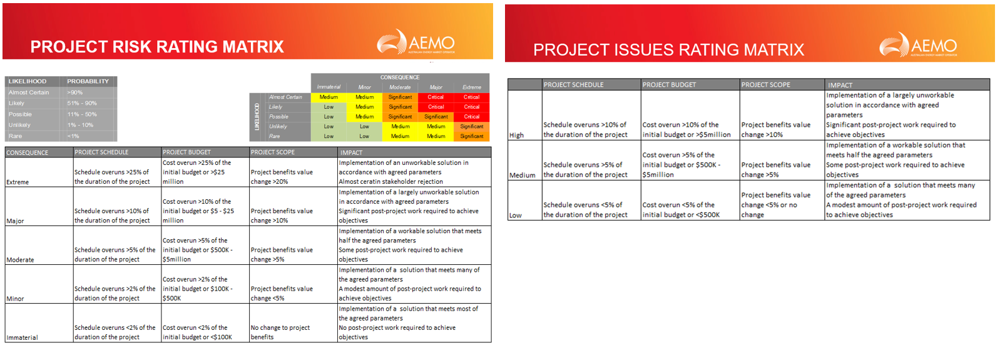 PROJECT RISK RATING MATRIX
AEMO
AUSTRALIAN ENERGY MARKET OPERATOR
LIKELIHOOD PROBABILITY
Almost Certain >90%
Likely 51% - 90%
Possible 11% - 50%
Unlikely 1% - 10%
Rare <1%
CONSEQUENCE
Immaterial Minor Moderate Major Extreme
LIKELIHOOD
Almost Certain Medium Medium Significant Critical Critical
Likely Low Medium Significant Critical Critical
Possible Low Medium Significant Significant Critical
Unlikely Low Low Medium Medium Significant
Rare Low Low Medium Medium Significant
CONSEQUENCE PROJECT SCHEDULE PROJECT BUDGET PROJECT SCOPE IMPACT
Extreme
Schedule overuns >25% of
the duration of the project
Cost overun >25% of the
initial budget or >$25
million
Project benefits value
change >20%
Implementation of an unworkable solution in
accordance with agreed parameters
Almost ceratin stakeholder rejection
Major
Schedule overuns >10% of
the duration of the project
Cost overun >10% of the
initial budget or $5 - $25
million
Project benefits value
change >10%
Implementation of a largely unworkable solution
in accordance with agreed parameters
Significant post-project work required to achieve
objectives
Moderate
Schedule overuns >5% of the
duration of the project
Cost overun >5% of the
initial budget or $500K -
$5million
Project benefits value
change >5%
Implementation of a workable solution that meets
half the agreed parameters
Some post-project work required to achieve
objectives
Minor
Schedule overuns >2% of the
duration of the project
Cost overun >2% of the
initial budget or $100K -
$500K
Project benefits value
change <5%
Implementation of a solution that meets many of
the agreed parameters
A modest amount of post-project work required to
achieve objectives
Immaterial
Schedule overuns <2% of the
duration of the project
Cost overun <2% of the
initial budget or <$100K
No change to project
benefits
Implementation of a solution that meets most of
the agreed parameters
No post-project work required to achieve
objectives
PROJECT ISSUES RATING MATRIX
AEMO
AUSTRALIAN ENERGY MARKET OPERATOR
PROJECT SCHEDULE PROJECT BUDGET PROJECT SCOPE IMPACT
High
Schedule overuns >10% of
the duration of the project
Cost overun >10% of the
initial budget or >$5million
Project benefits value
change >10%
Implementation of a largely unworkable
solution in accordance with agreed
parameters
Significant post-project work required to
achieve objectives
Medium
Schedule overuns >5% of
the duration of the project
Cost overun >5% of the
initial budget or $500K -
$5million
Project benefits value
change >5%
Implementation of a workable solution that
meets half the agreed parameters
Some post-project work required to achieve
objectives
Low
Schedule overuns <5% of
the duration of the project
Cost overun <5% of the
initial budget or <$500K
Project benefits value
change <5% or no
change
Implementation of a solution that meets many
of the agreed parameters
A modest amount of post-project work required
to achieve objectives